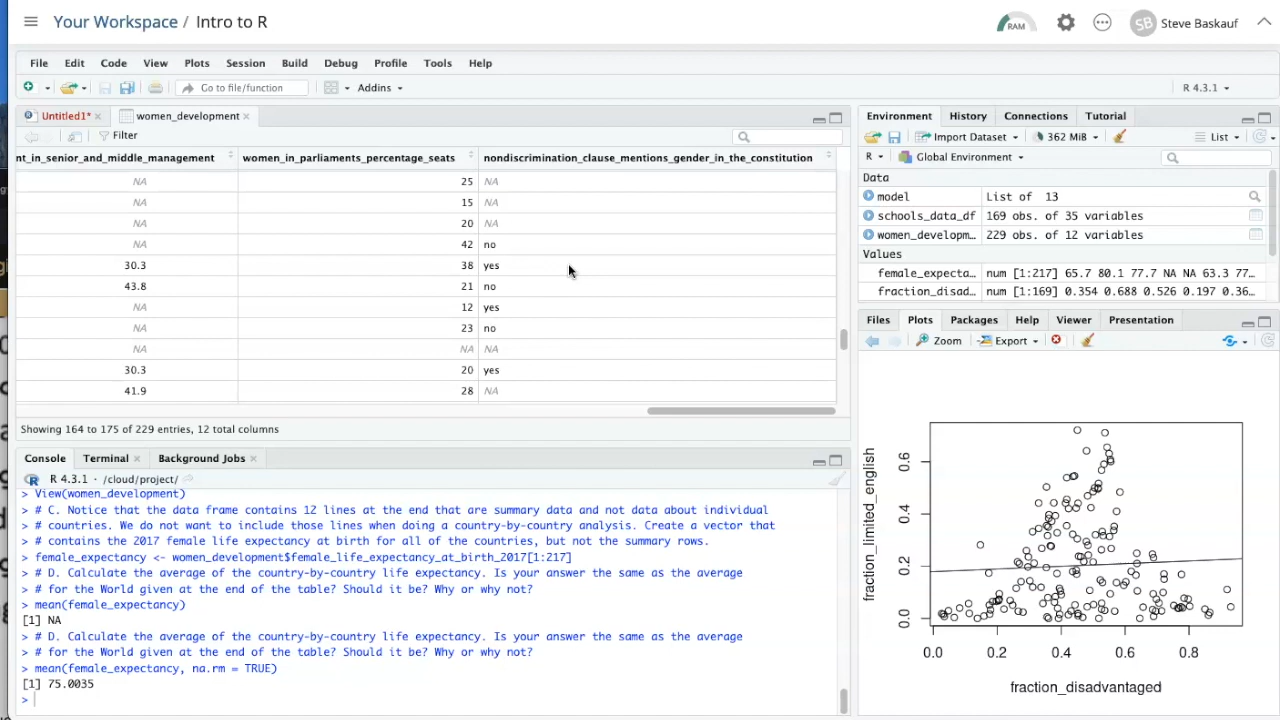 Your Workspace / Intro to R
RAM
SB Steve Baskauf
File Edit Code View Plots Session Build Debug Profile Tools Help
Go to file/function Addins R 4.3.1
Untitled1* women_development
Filter
nt_in_senior_and_middle_management women_in_parliaments_percentage_seats nondiscrimination_clause_mentions_gender_in_the_constitution
NA 25 NA
NA 15 NA
NA 20 NA
NA 42 no
30.3 38 yes
43.8 21 no
NA 12 yes
NA 23 no
NA NA NA
30.3 20 yes
41.9 28 NA
Showing 164 to 175 of 229 entries, 12 total columns
Console Terminal Background Jobs
R 4.3.1 · /cloud/project/
> View(women_development)
> # C. Notice that the data frame contains 12 lines at the end that are summary data and not data about individual
> # countries. We do not want to include those lines when doing a country-by-country analysis. Create a vector that
> # contains the 2017 female life expectancy at birth for all of the countries, but not the summary rows.
> female_expectancy <- women_development$female_life_expectancy_at_birth_2017[1:217]
> # D. Calculate the average of the country-by-country life expectancy. Is your answer the same as the average
> # for the World given at the end of the table? Should it be? Why or why not?
> mean(female_expectancy)
[1] NA
> # D. Calculate the average of the country-by-country life expectancy. Is your answer the same as the average
> # for the World given at the end of the table? Should it be? Why or why not?
> mean(female_expectancy, na.rm = TRUE)
[1] 75.0035
>
Environment History Connections Tutorial
Import Dataset 362 MiB List
R Global Environment
Data
model List of 13
schools_data_df 169 obs. of 35 variables
women_developm… 229 obs. of 12 variables
Values
female_expecta… num [1:217] 65.7 80.1 77.7 NA NA 63.3 77…
fraction_disad… num [1:169] 0.354 0.688 0.526 0.197 0.36…
Files Plots Packages Help Viewer Presentation
Zoom Export
fraction_limited_english
0.6
0.4
0.2
0.0
0.0 0.2 0.4 0.6 0.8
fraction_disadvantaged